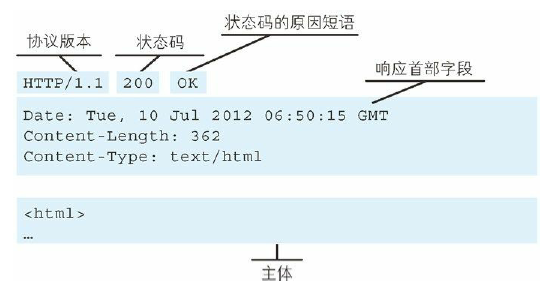 状态码的原因短语
协议版本 状态码
响应首部字段
HTTP/1.1 200 OK
Date: Tue, 10 Jul 2012 06:50:15 GMT
Content-Length: 362
Content-Type: text/html
<html>
…
主体